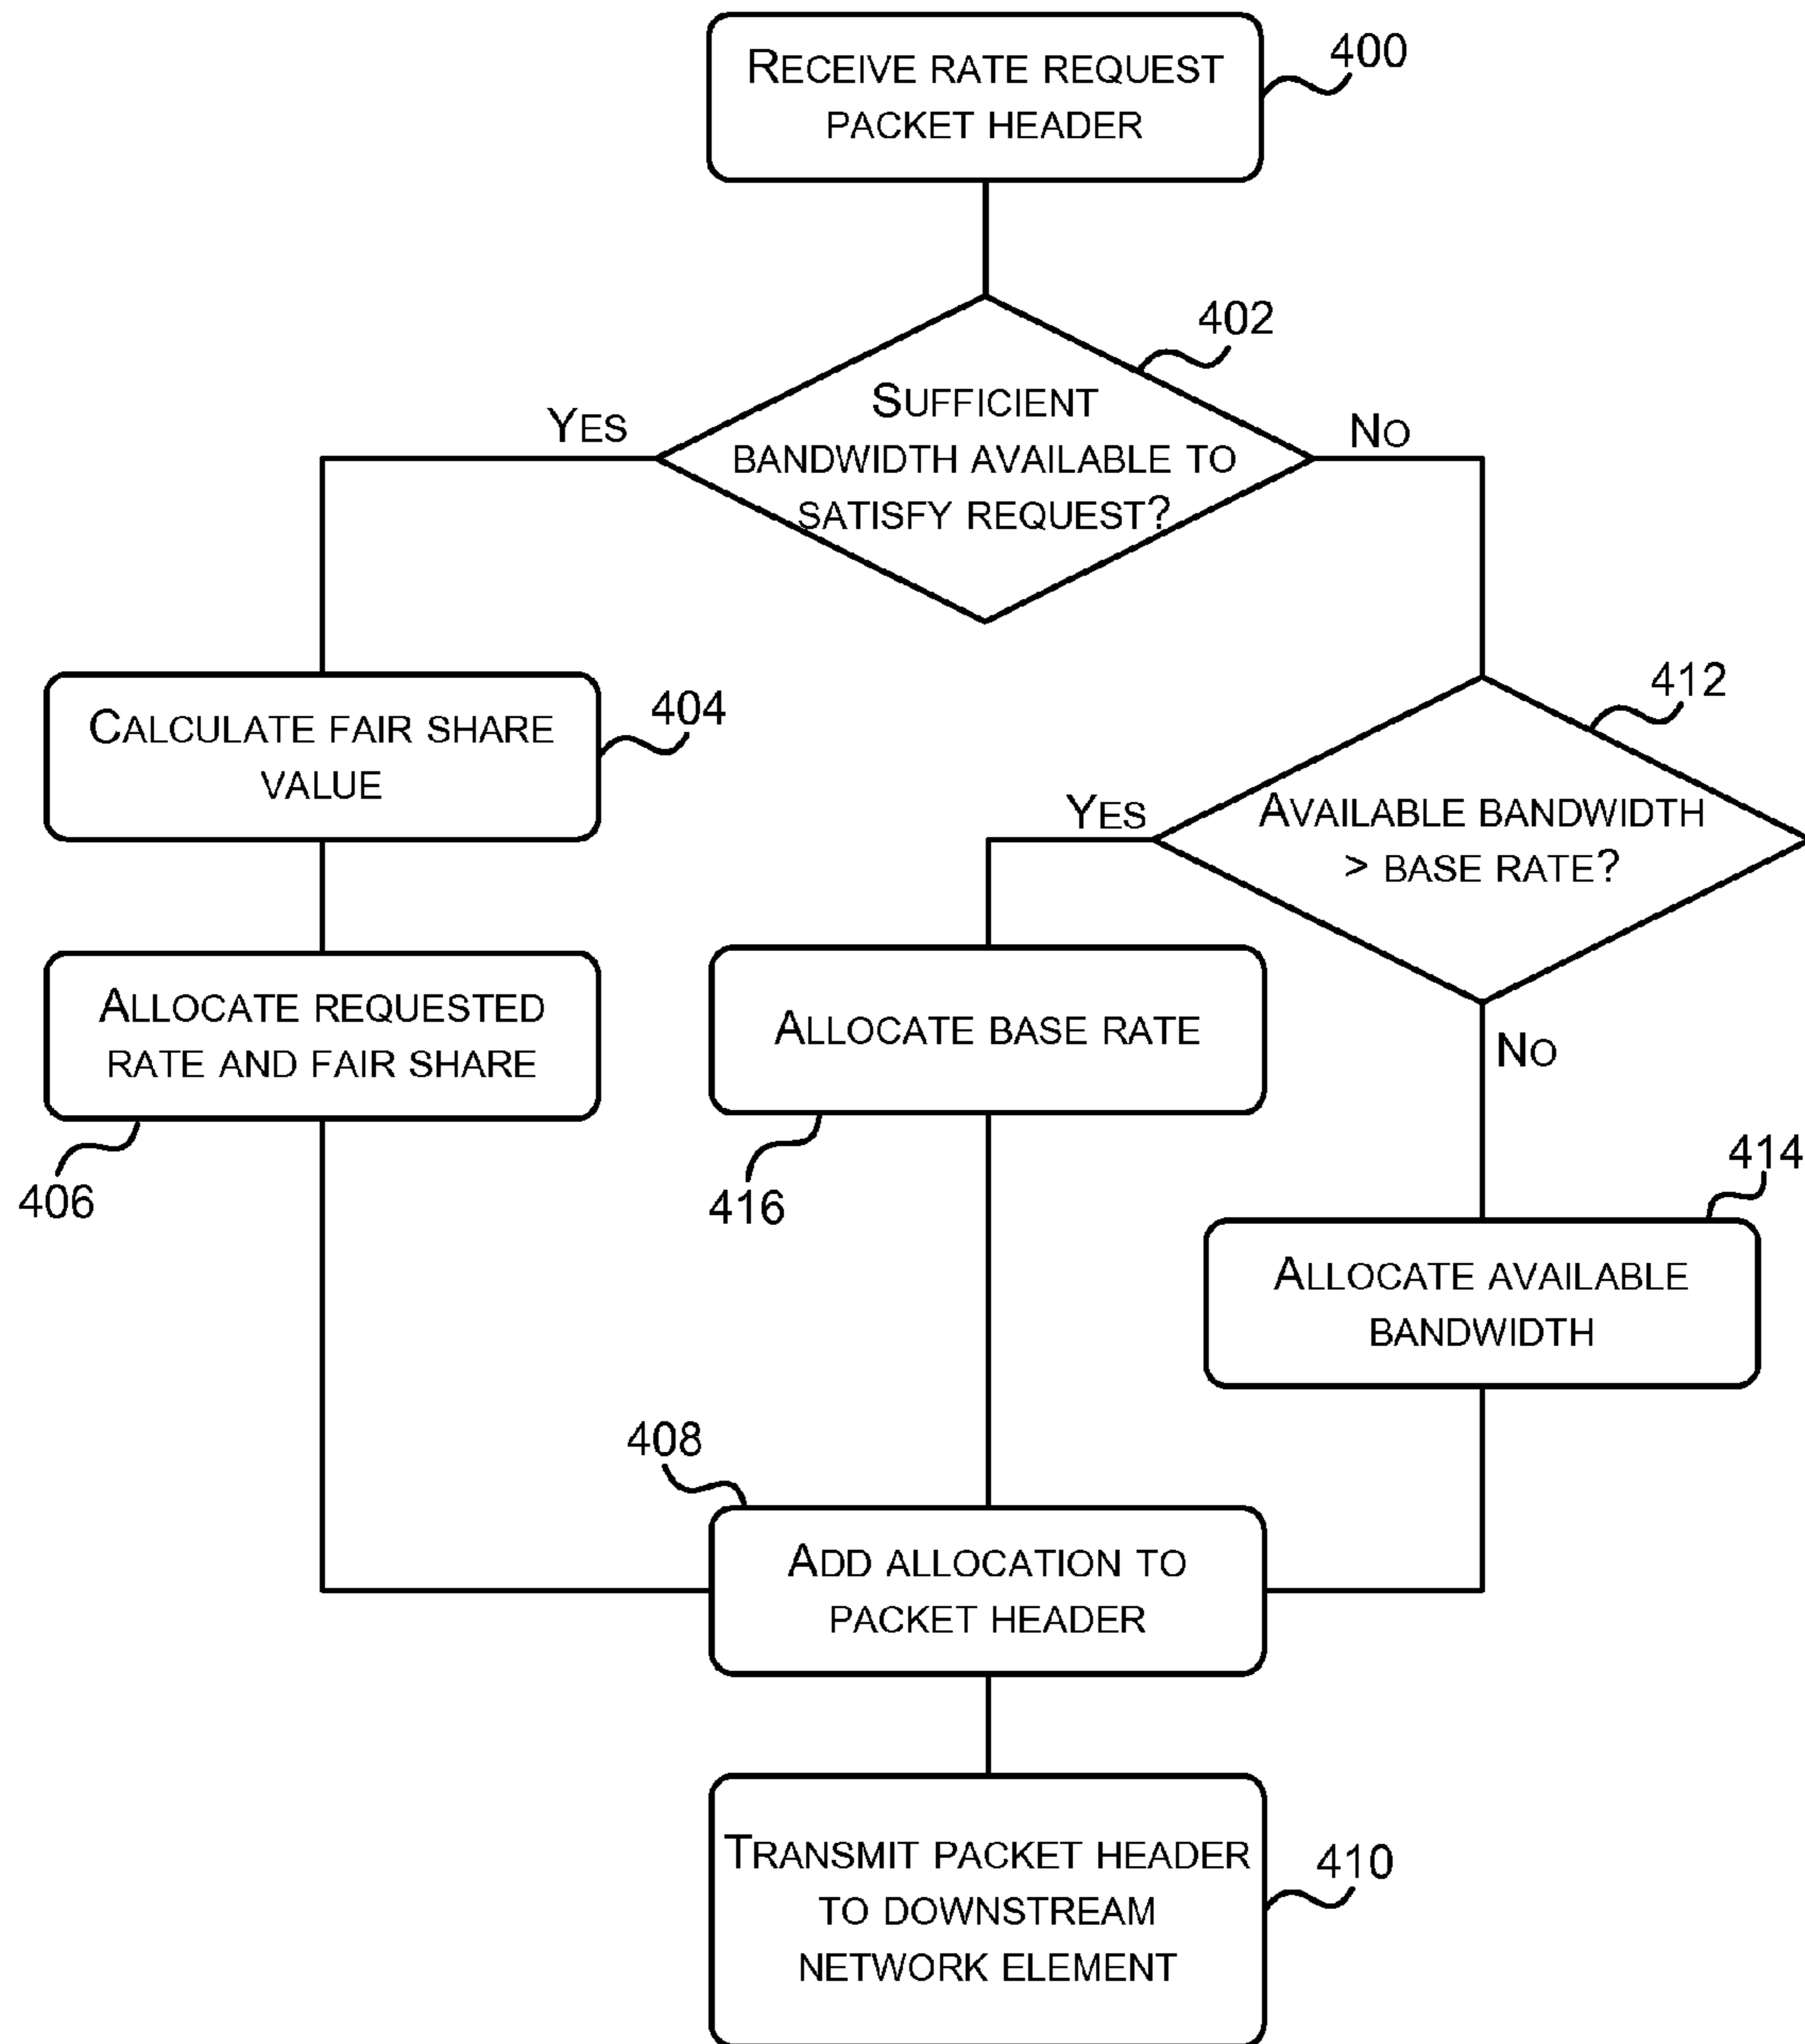 RECEIVE RATE REQUEST
PACKET HEADER
400
402
SUFFICIENT
BANDWIDTH AVAILABLE TO
SATISFY REQUEST?
YES
NO
CALCULATE FAIR SHARE
VALUE
404
412
AVAILABLE BANDWIDTH
> BASE RATE?
YES
NO
ALLOCATE REQUESTED
RATE AND FAIR SHARE
406
ALLOCATE BASE RATE
416
414
ALLOCATE AVAILABLE
BANDWIDTH
408
ADD ALLOCATION TO
PACKET HEADER
TRANSMIT PACKET HEADER
TO DOWNSTREAM
NETWORK ELEMENT
410